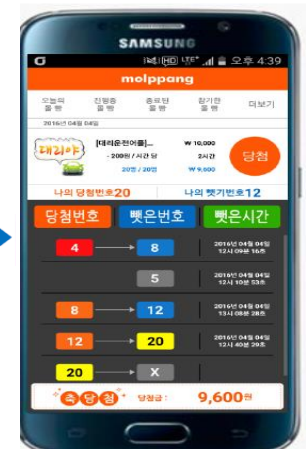 SAMSUNG
HD LTE 오후 4:39
molppang
오늘의 몰빵
진행중 몰빵
종료된 몰빵
참가한 몰빵
더보기
2016년 04월 04일
대리야
[대리운전어플]...
₩ 10,000
- 200원 / 시간 당
2시간
20명 / 20명
₩ 9,600
당첨
나의 당첨번호20
나의 뺏기번호12
당첨번호
뺏은번호
뺏은시간
4 8 2016년 04월 04일
12시 09분 16초
5 2016년 04월 04일
12시 10분 53초
8 12 2016년 04월 04일
13시 08분 28초
12 20 2016년 04월 04일
12시 40분 29초
20 X
축 당 첨 당첨금 : 9,600원